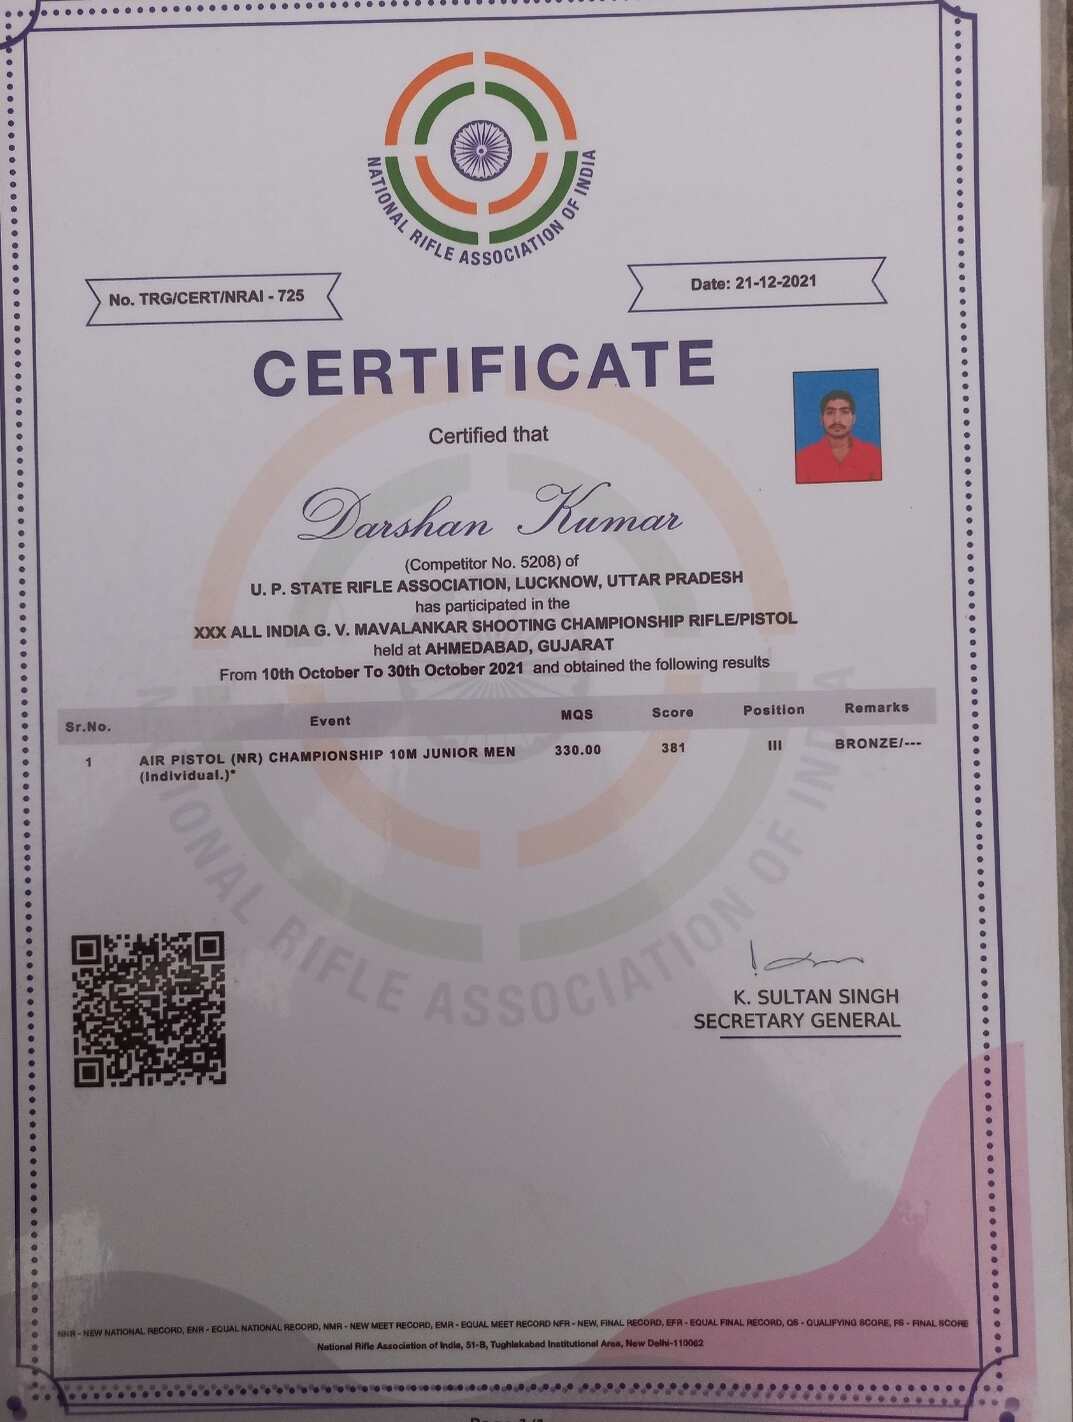 NATIONAL RIFLE ASSOCIATION OF INDIA
No. TRG/CERT/NRAI - 725
Date: 21-12-2021
CERTIFICATE
Certified that
Darshan Kumar
(Competitor No. 5208) of
U. P. STATE RIFLE ASSOCIATION, LUCKNOW, UTTAR PRADESH
has participated in the
XXX ALL INDIA G. V. MAVALANKAR SHOOTING CHAMPIONSHIP RIFLE/PISTOL
held at AHMEDABAD, GUJARAT
From 10th October To 30th October 2021 and obtained the following results
Sr.No. Event MQS Score Position Remarks
1 AIR PISTOL (NR) CHAMPIONSHIP 10M JUNIOR MEN 330.00 381 III BRONZE/---
(Individual.)*
NATIONAL RIFLE ASSOCIATION OF INDIA
K. SULTAN SINGH
SECRETARY GENERAL
NNR - NEW NATIONAL RECORD, ENR - EQUAL NATIONAL RECORD, NMR - NEW MEET RECORD, EMR - EQUAL MEET RECORD NFR - NEW, FINAL RECORD, EFR - EQUAL FINAL RECORD, QS - QUALIFYING SCORE, FS - FINAL SCORE
National Rifle Association of India, 51-B, Tughlakabad Institutional Area, New Delhi-110062